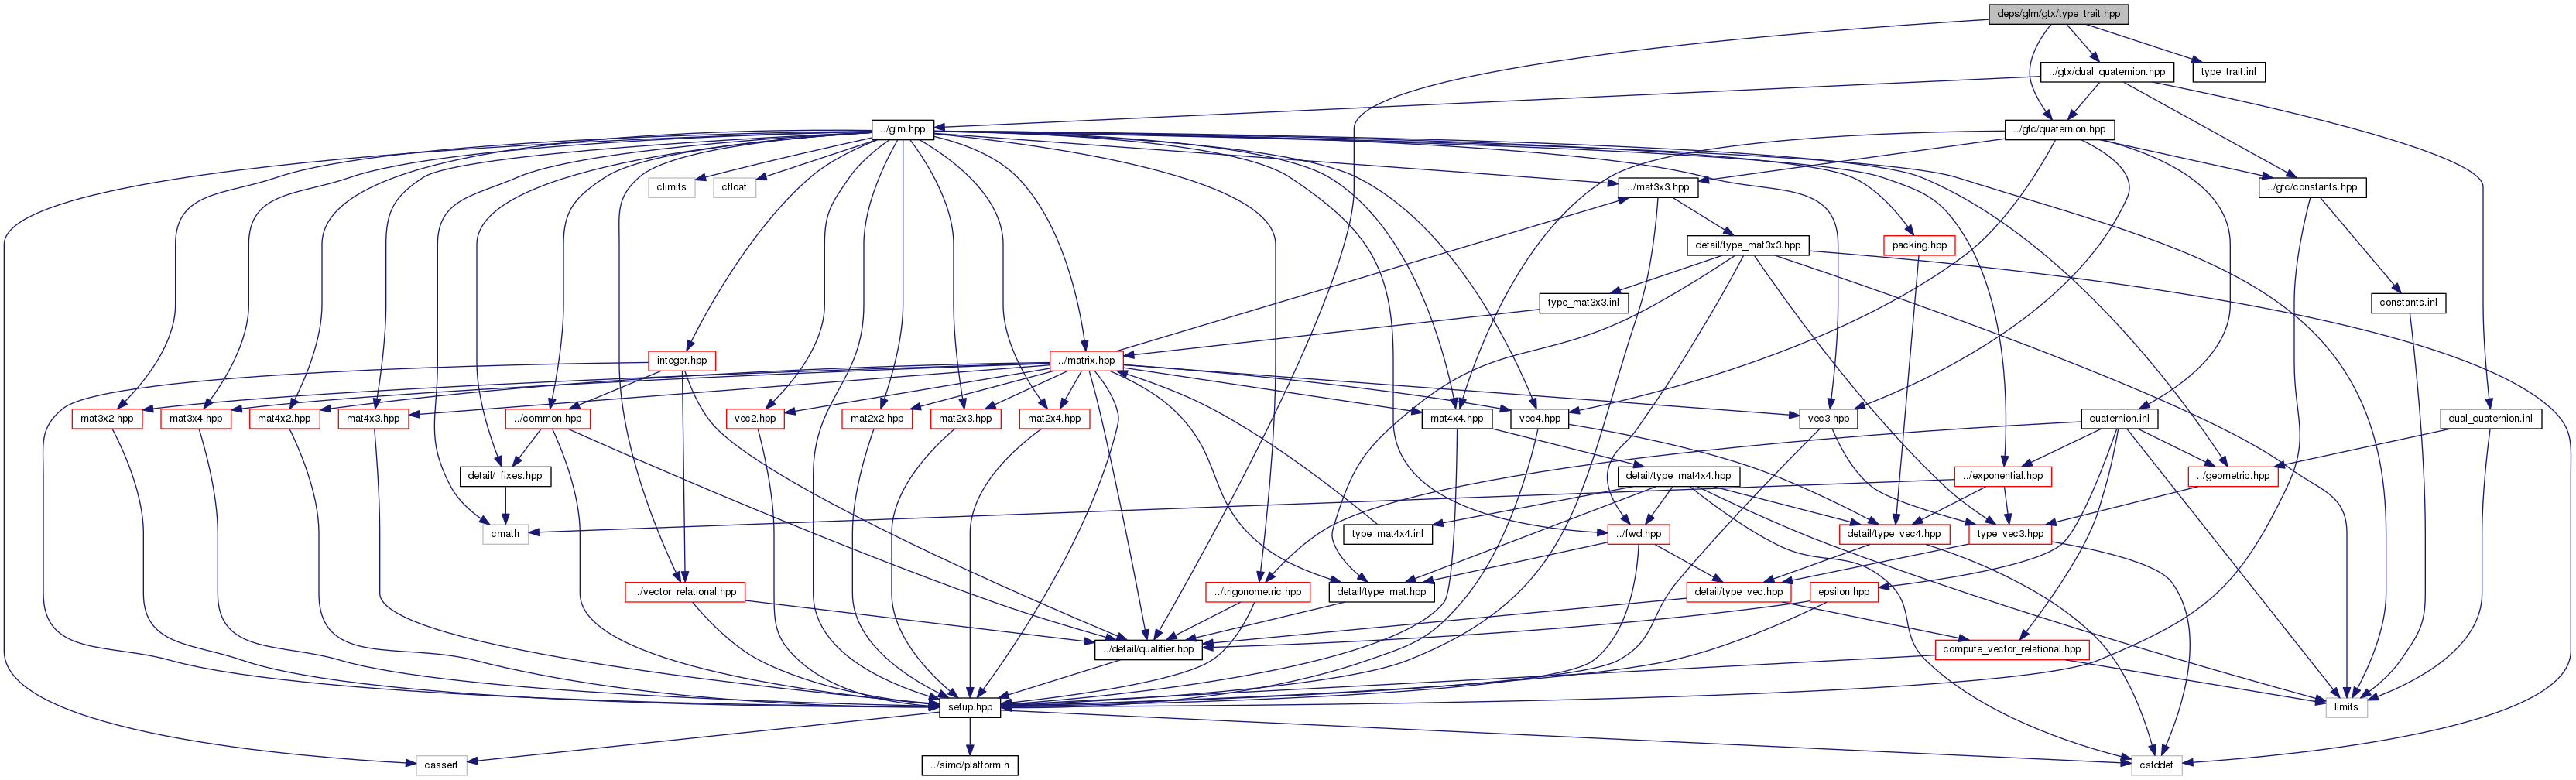 deps/glm/gtx/type_trait.hpp
../gtx/dual_quaternion.hpp
type_trait.inl
../glm.hpp
../gtc/quaternion.hpp
climits
cfloat
../mat3x3.hpp
../gtc/constants.hpp
detail/type_mat3x3.hpp
packing.hpp
type_mat3x3.inl
constants.inl
integer.hpp
../matrix.hpp
mat3x2.hpp
mat3x4.hpp
mat4x2.hpp
mat4x3.hpp
../common.hpp
vec2.hpp
mat2x2.hpp
mat2x3.hpp
mat2x4.hpp
mat4x4.hpp
vec4.hpp
vec3.hpp
quaternion.inl
dual_quaternion.inl
detail/_fixes.hpp
detail/type_mat4x4.hpp
../exponential.hpp
../geometric.hpp
cmath
type_mat4x4.inl
../fwd.hpp
detail/type_vec4.hpp
type_vec3.hpp
../vector_relational.hpp
../trigonometric.hpp
detail/type_mat.hpp
detail/type_vec.hpp
epsilon.hpp
../detail/qualifier.hpp
compute_vector_relational.hpp
setup.hpp
limits
cassert
../simd/platform.h
cstddef